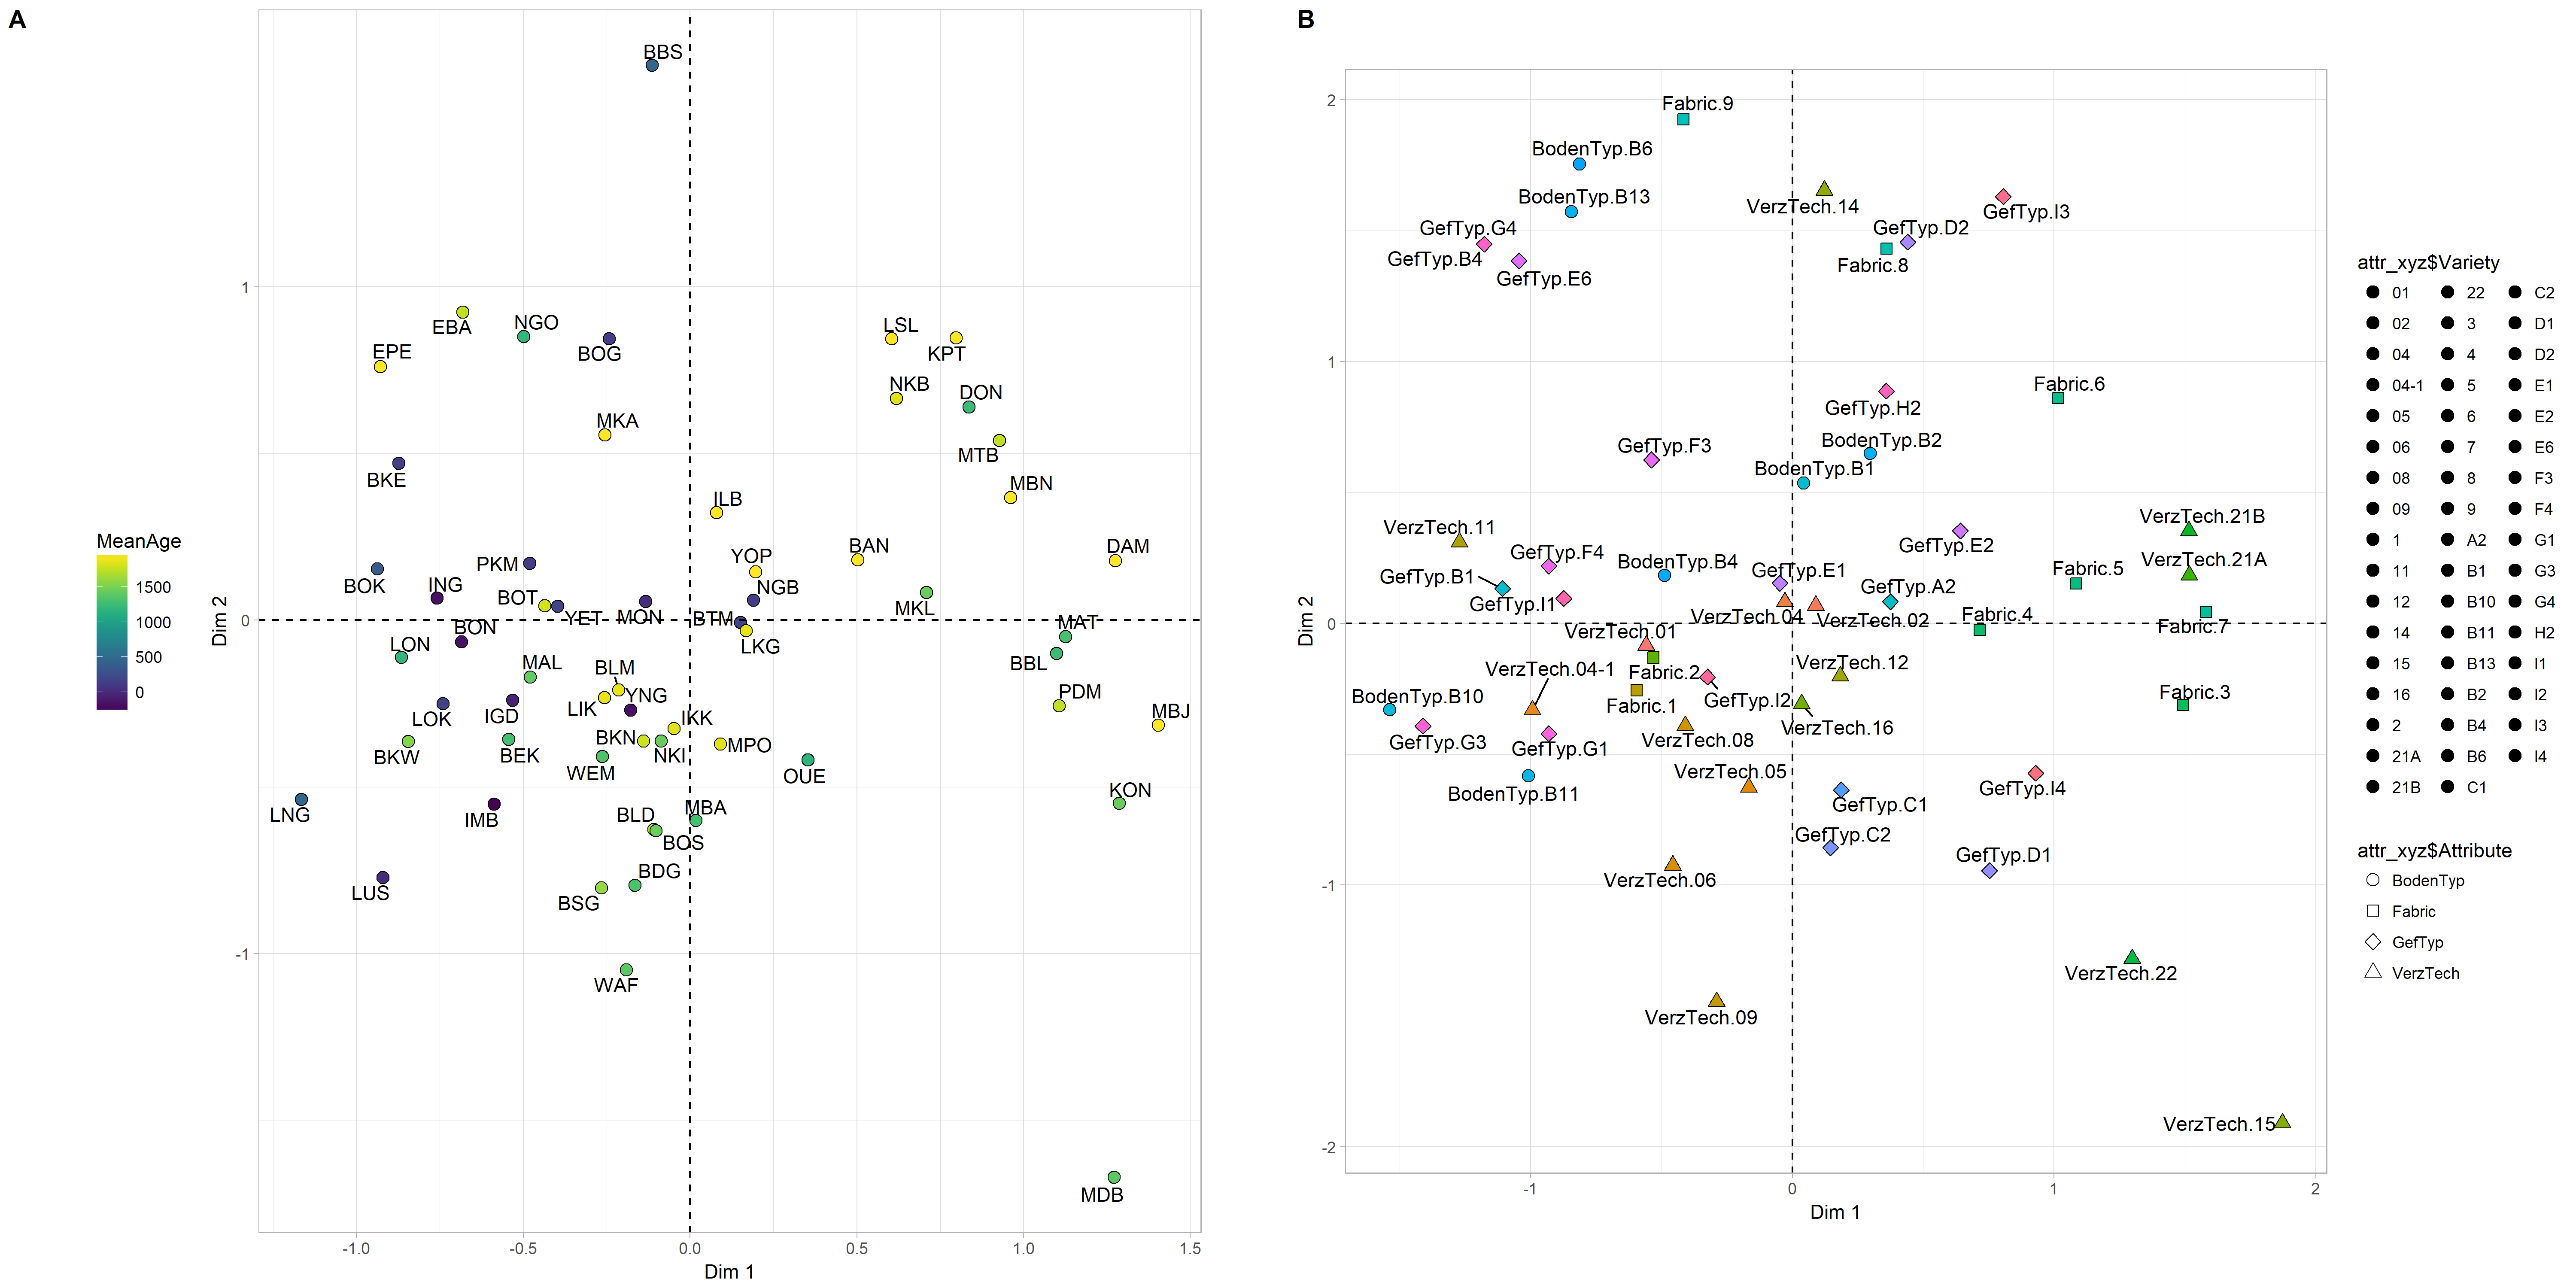 A
BBS
EBA
NGO
BOG
EPE
MKA
BKE
LSL
KPT
NKB
DON
MTB
MBN
ILB
YOP
BAN
DAM
NGB
MKL
BOK
ING
PKM
BOT
YET
MON
BTM
LKG
MAT
BBL
LON
BON
MAL
BLM
YNG
LIK
LOK
IGD
IKK
PDM
MBJ
BKW
BEK
BKN
NKI
MPO
WEM
OUE
KON
LNG
IMB
BLD
MBA
BOS
LUS
BDG
BSG
WAF
MDB
1
0
-1
Dim 2
-1.0 -0.5 0.0 0.5 1.0 1.5
Dim 1
MeanAge
1500
1000
500
0
B
Fabric.9
BodenTyp.B6
BodenTyp.B13
VerzTech.14
GefTyp.I3
GefTyp.G4
GefTyp.D2
GefTyp.B4
Fabric.8
GefTyp.E6
Fabric.6
GefTyp.H2
BodenTyp.B2
GefTyp.F3
BodenTyp.B1
VerzTech.11
VerzTech.21B
GefTyp.E2
GefTyp.F4
BodenTyp.B4
VerzTech.21A
GefTyp.B1
GefTyp.E1
Fabric.5
GefTyp.I1
GefTyp.A2
VerzTech.04
VerzTech.02
Fabric.4
Fabric.7
VerzTech.01
VerzTech.04-1
Fabric.2
VerzTech.12
BodenTyp.B10
Fabric.1
GefTyp.I2
Fabric.3
GefTyp.G3
GefTyp.G1
VerzTech.08
VerzTech.16
VerzTech.05
BodenTyp.B11
GefTyp.C1
GefTyp.I4
GefTyp.C2
GefTyp.D1
VerzTech.06
VerzTech.22
VerzTech.09
VerzTech.15
2
1
0
-1
-2
Dim 2
-1 0 1 2
Dim 1
attr_xyz$Variety
01 22 C2
02 3 D1
04 4 D2
04-1 5 E1
05 6 E2
06 7 E6
08 8 F3
09 9 F4
1 A2 G1
11 B1 G3
12 B10 G4
14 B11 H2
15 B13 I1
16 B2 I2
2 B4 I3
21A B6 I4
21B C1
attr_xyz$Attribute
BodenTyp
Fabric
GefTyp
VerzTech